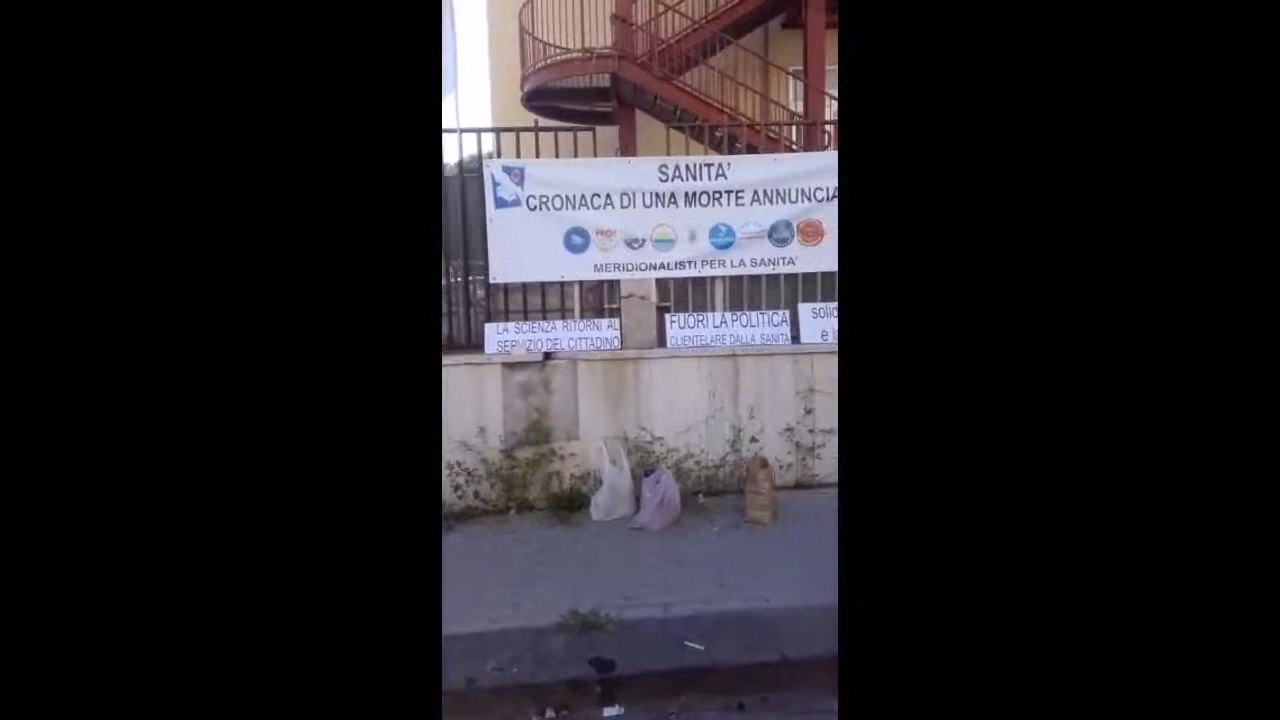 SANITA'
CRONACA DI UNA MORTE ANNUNCIA
MERIDIONALISTI PER LA SANITA'
LA SCIENZA RITORNI AL
SERVIZIO DEL CITTADINO
FUORI LA POLITICA
CLIENTELARE DALLA SANITA
solid
e l